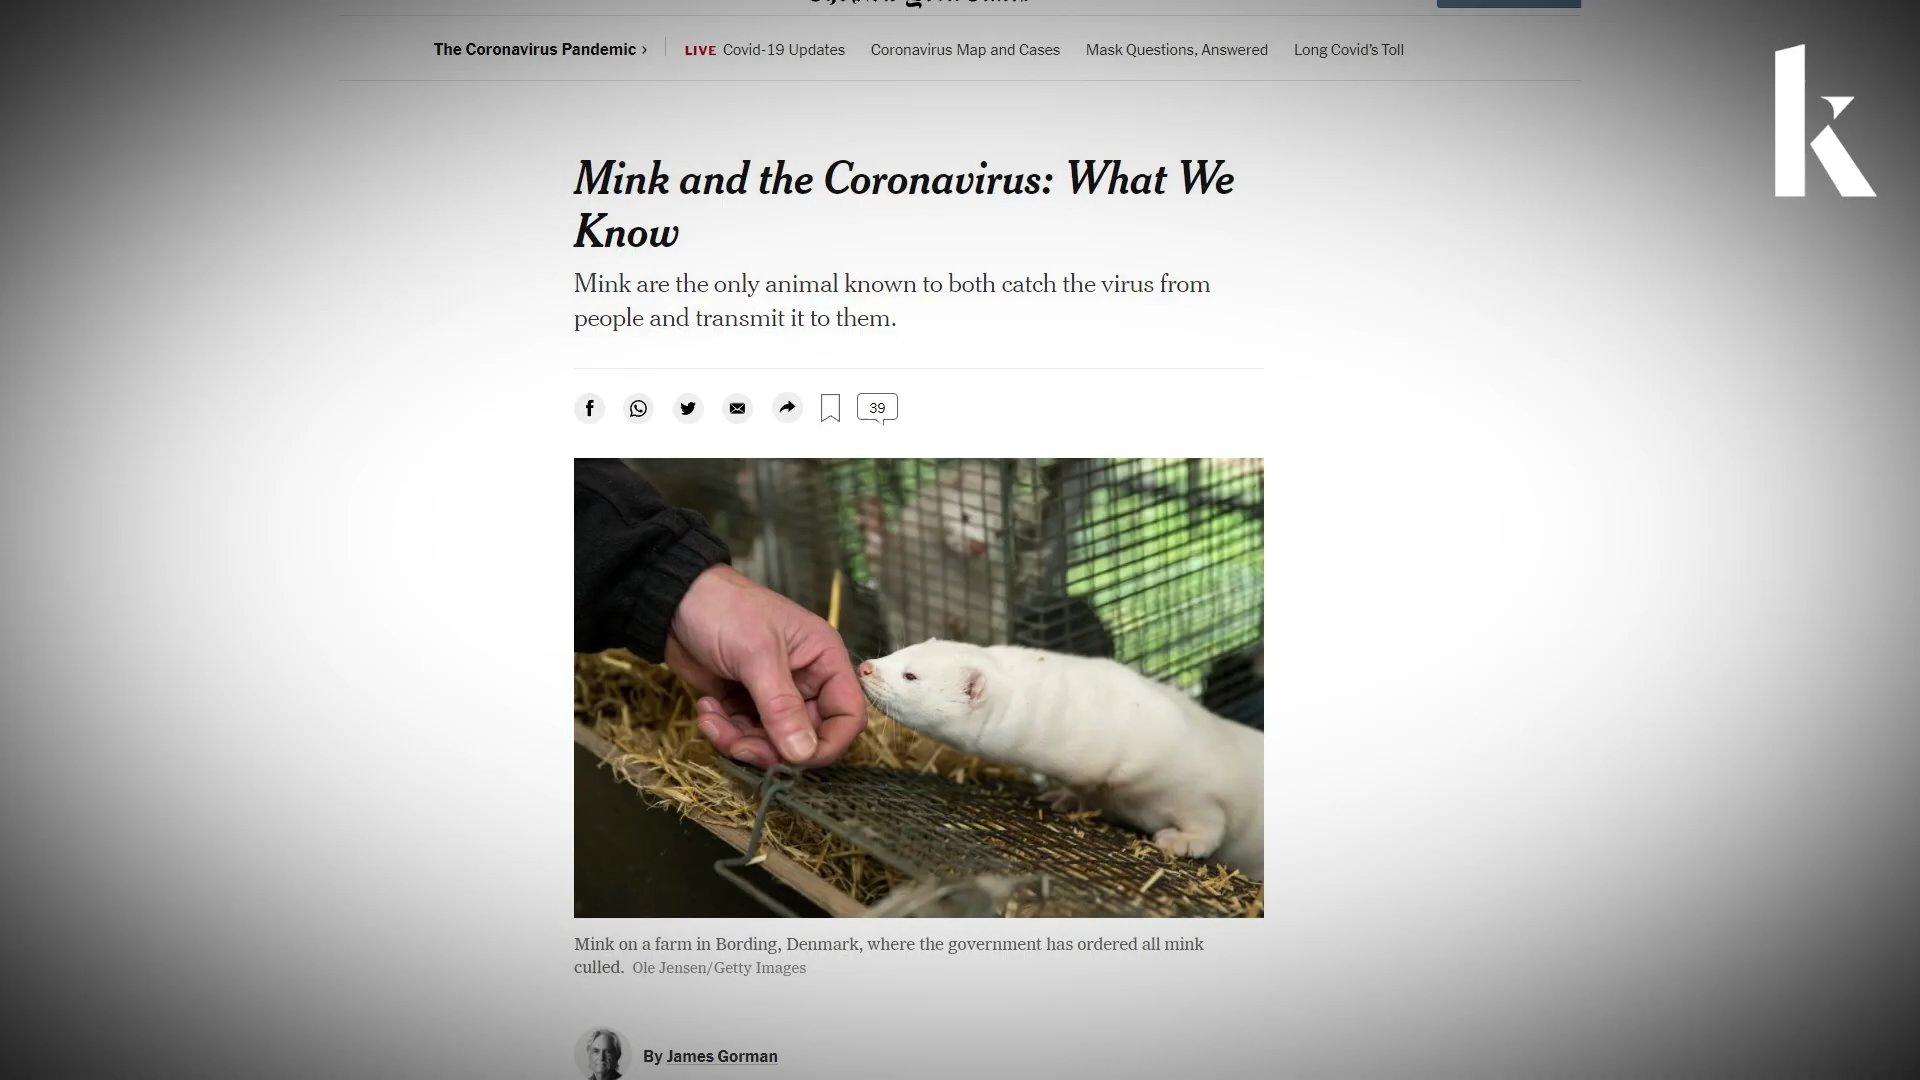 The Coronavirus Pandemic ›
LIVE Covid-19 Updates
Coronavirus Map and Cases
Mask Questions, Answered
Long Covid's Toll
k
Mink and the Coronavirus: What We
Know
Mink are the only animal known to both catch the virus from
people and transmit it to them.
39
Mink on a farm in Bording, Denmark, where the government has ordered all mink
culled. Ole Jensen/Getty Images
By James Gorman